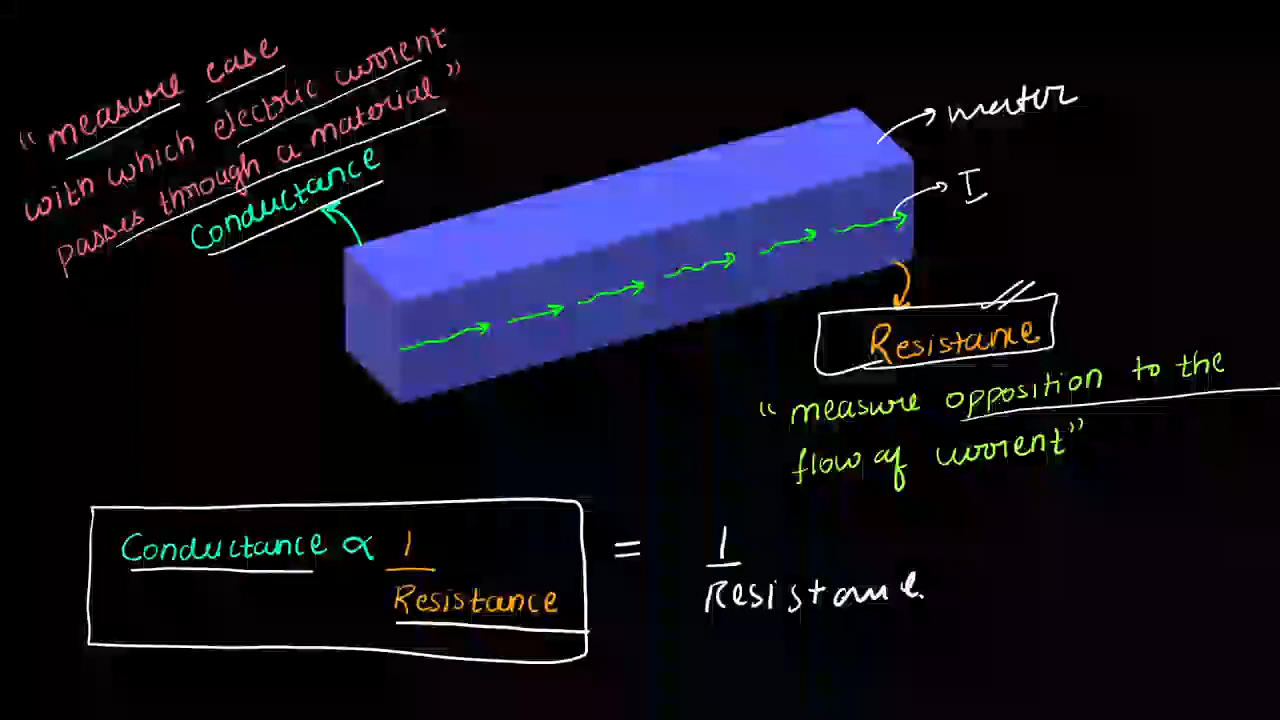 "measure ease
with which electric current
passes through a material"
Conductance
I
Resistance
"measure opposition to the
flow of current"
Conductance ∝ 1
Resistance
= 1
Resistance